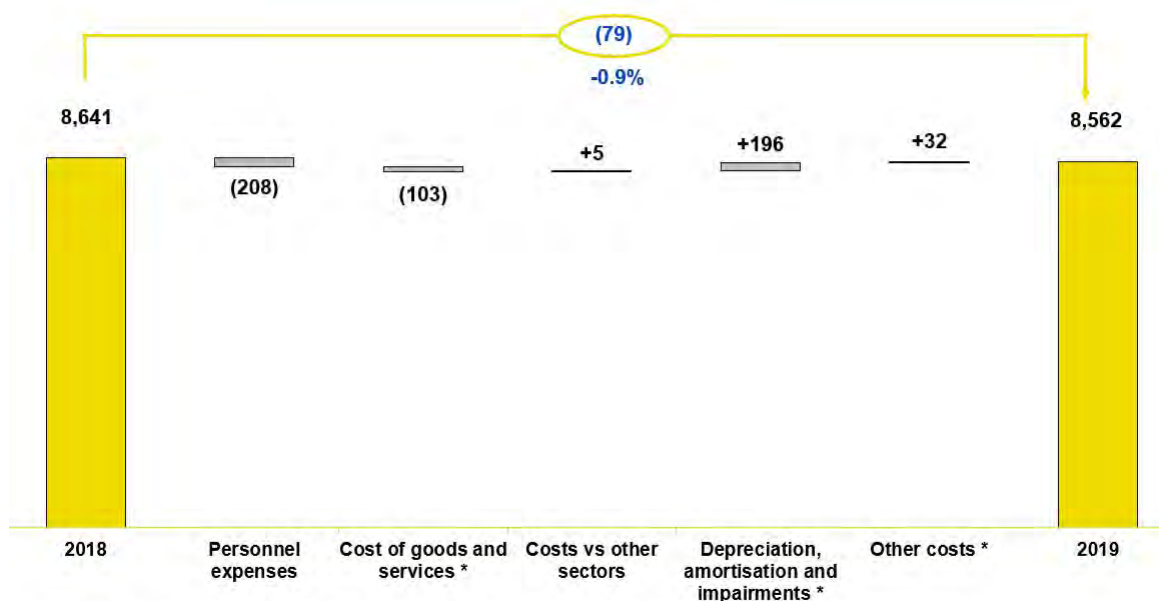 (79)
-0.9%
8,641
(208)
(103)
+5
+196
+32
8,562
2018
Personnel
expenses
Cost of goods and
services *
Costs vs other
sectors
Depreciation,
amortisation and
impairments *
Other costs *
2019